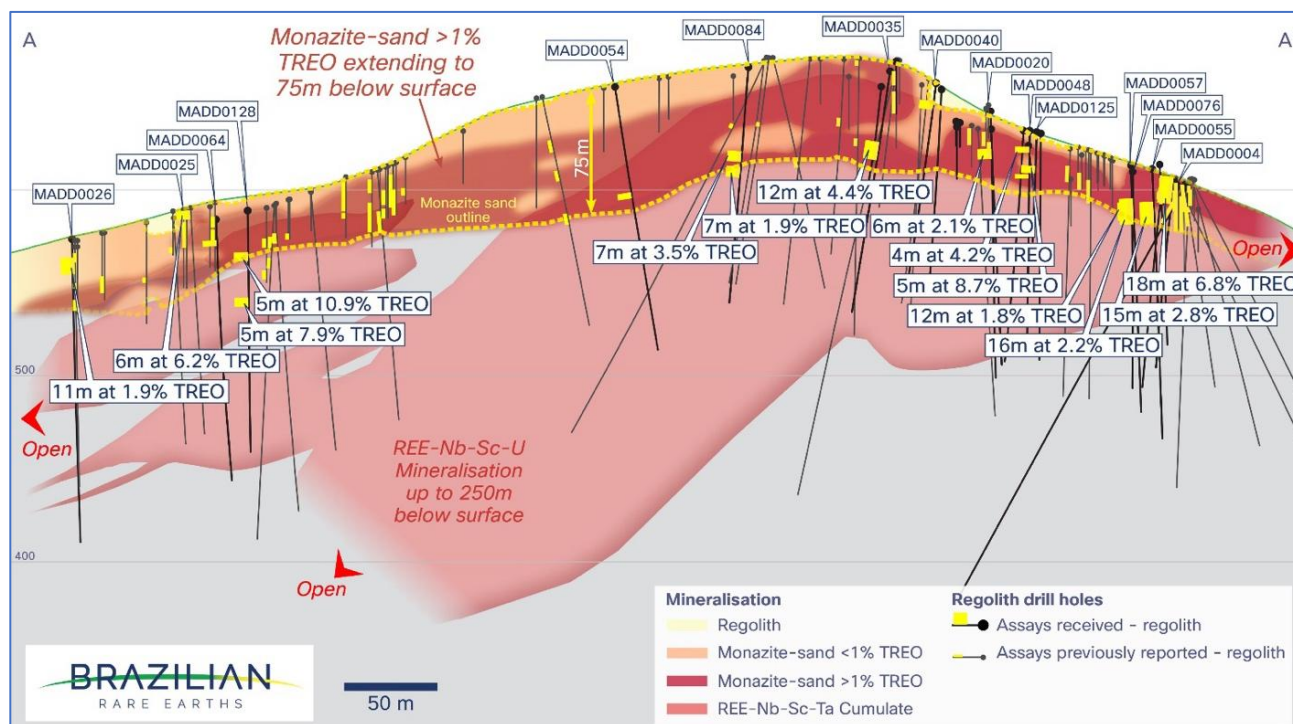 A
A
Monazite-sand >1%
TREO extending to
75m below surface
MADD0026
MADD0025
MADD0064
MADD0128
MADD0054
MADD0084
MADD0035
MADD0040
MADD0020
MADD0048
MADD0125
MADD0057
MADD0076
MADD0055
MADD0004
75m
Monazite sand
outline
12m at 4.4% TREO
7m at 1.9% TREO
6m at 2.1% TREO
7m at 3.5% TREO
4m at 4.2% TREO
5m at 10.9% TREO
5m at 8.7% TREO
18m at 6.8% TREO
5m at 7.9% TREO
12m at 1.8% TREO
15m at 2.8% TREO
16m at 2.2% TREO
6m at 6.2% TREO
11m at 1.9% TREO
Open
500
Open
REE-Nb-Sc-U
Mineralisation
up to 250m
below surface
400
Open
Mineralisation
Regolith
Monazite-sand <1% TREO
Monazite-sand >1% TREO
REE-Nb-Sc-Ta Cumulate
Regolith drill holes
Assays received - regolith
Assays previously reported - regolith
BRAZILIAN
RARE EARTHS
50 m